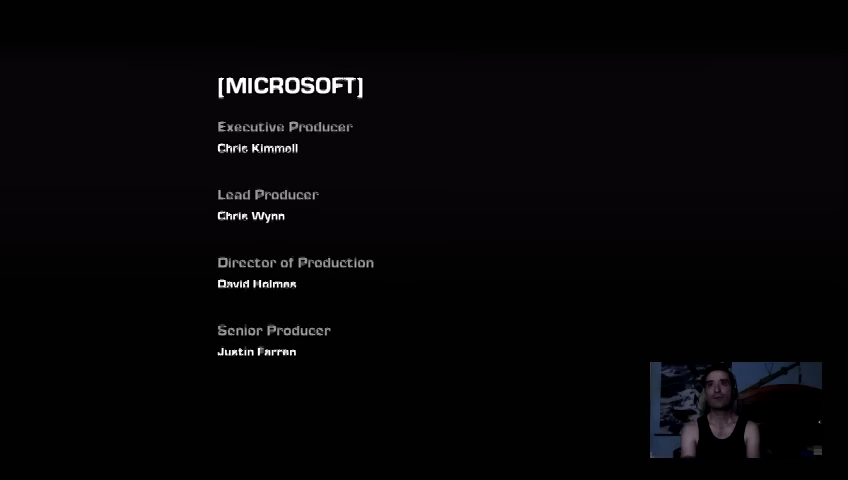 [MICROSOFT]
Executive Producer
Chris Kimmell
Lead Producer
Chris Wynn
Director of Production
David Holmes
Senior Producer
Justin Farren